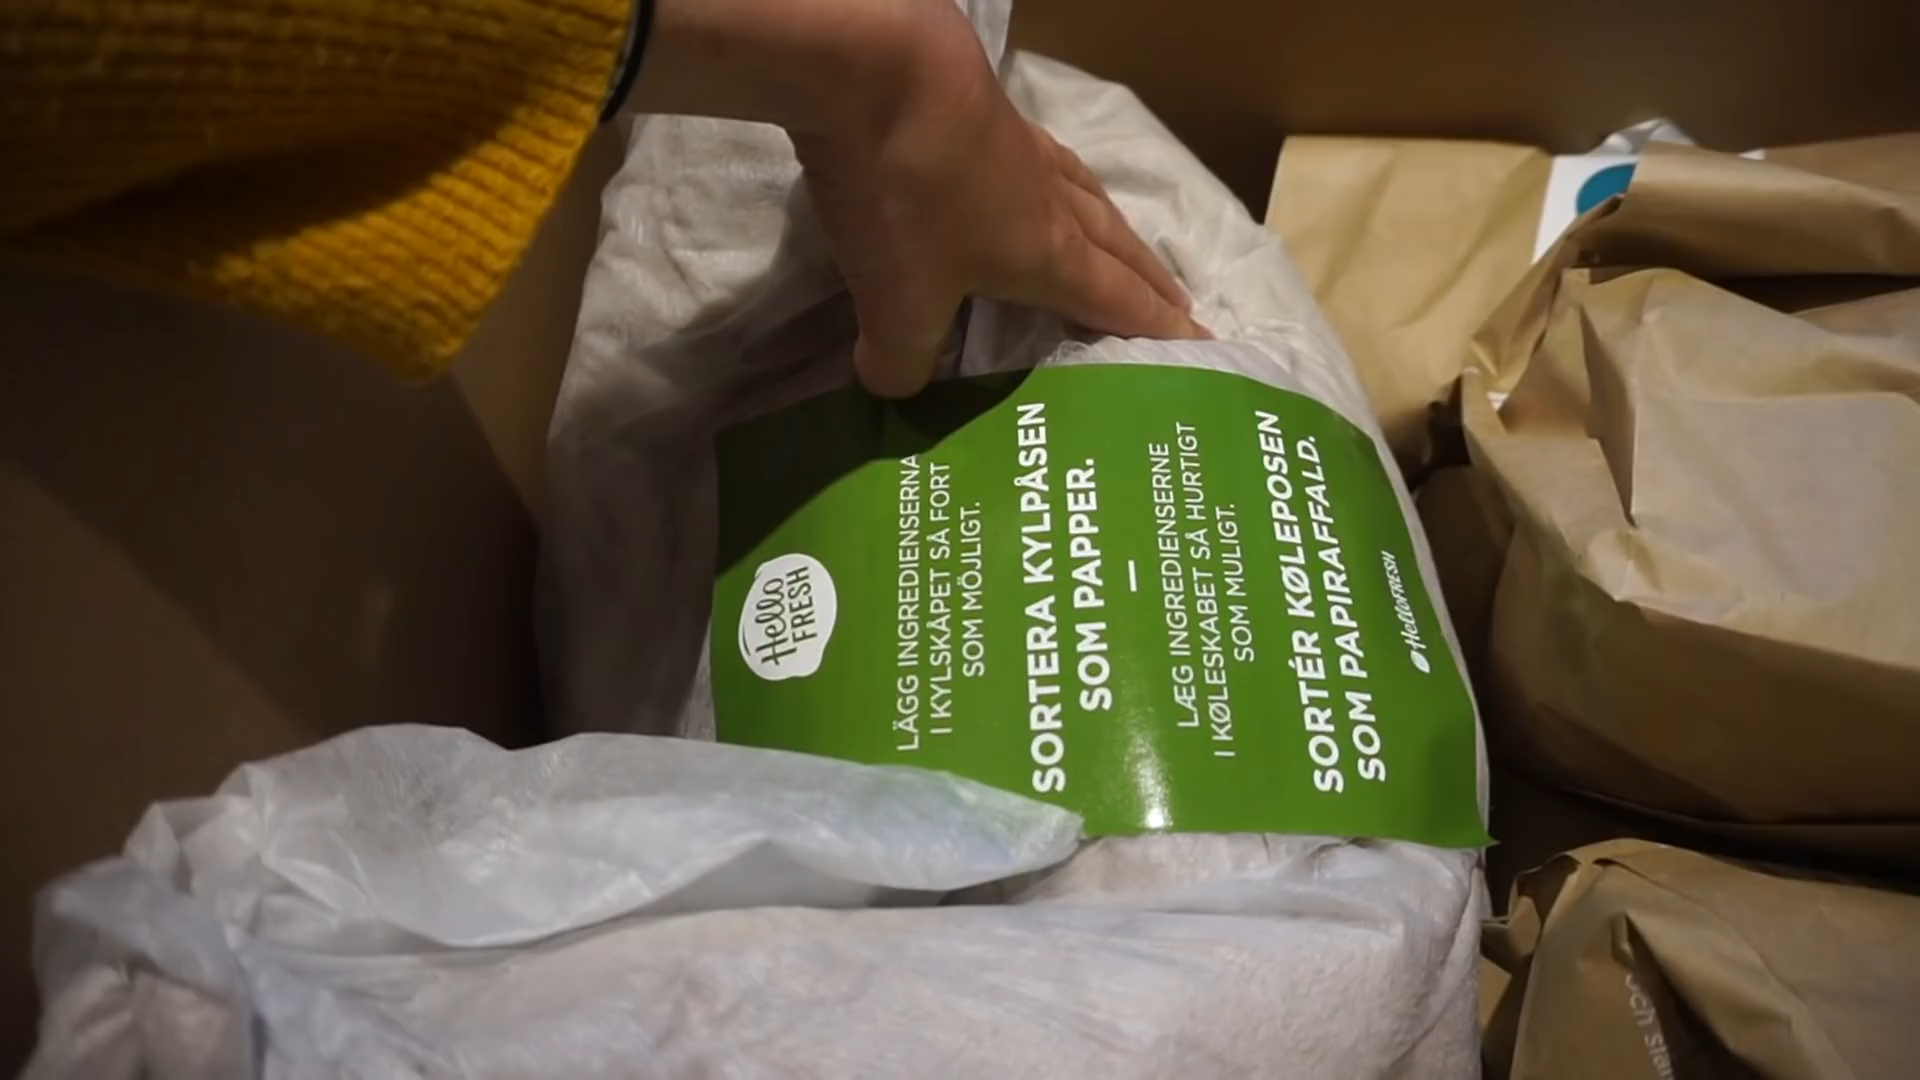 Hello
FRESH
LÄGG INGREDIENSERNA
I KYLSKÅPET SÅ FORT
SOM MÖJLIGT.
SORTERA KYLPÅSEN
SOM PAPPER.
—
LÆG INGREDIENSERNE
I KØLESKABET SÅ HURTIGT
SOM MULIGT.
SORTÉR KØLEPOSEN
SOM PAPIRAFFALD.
HelloFRESH